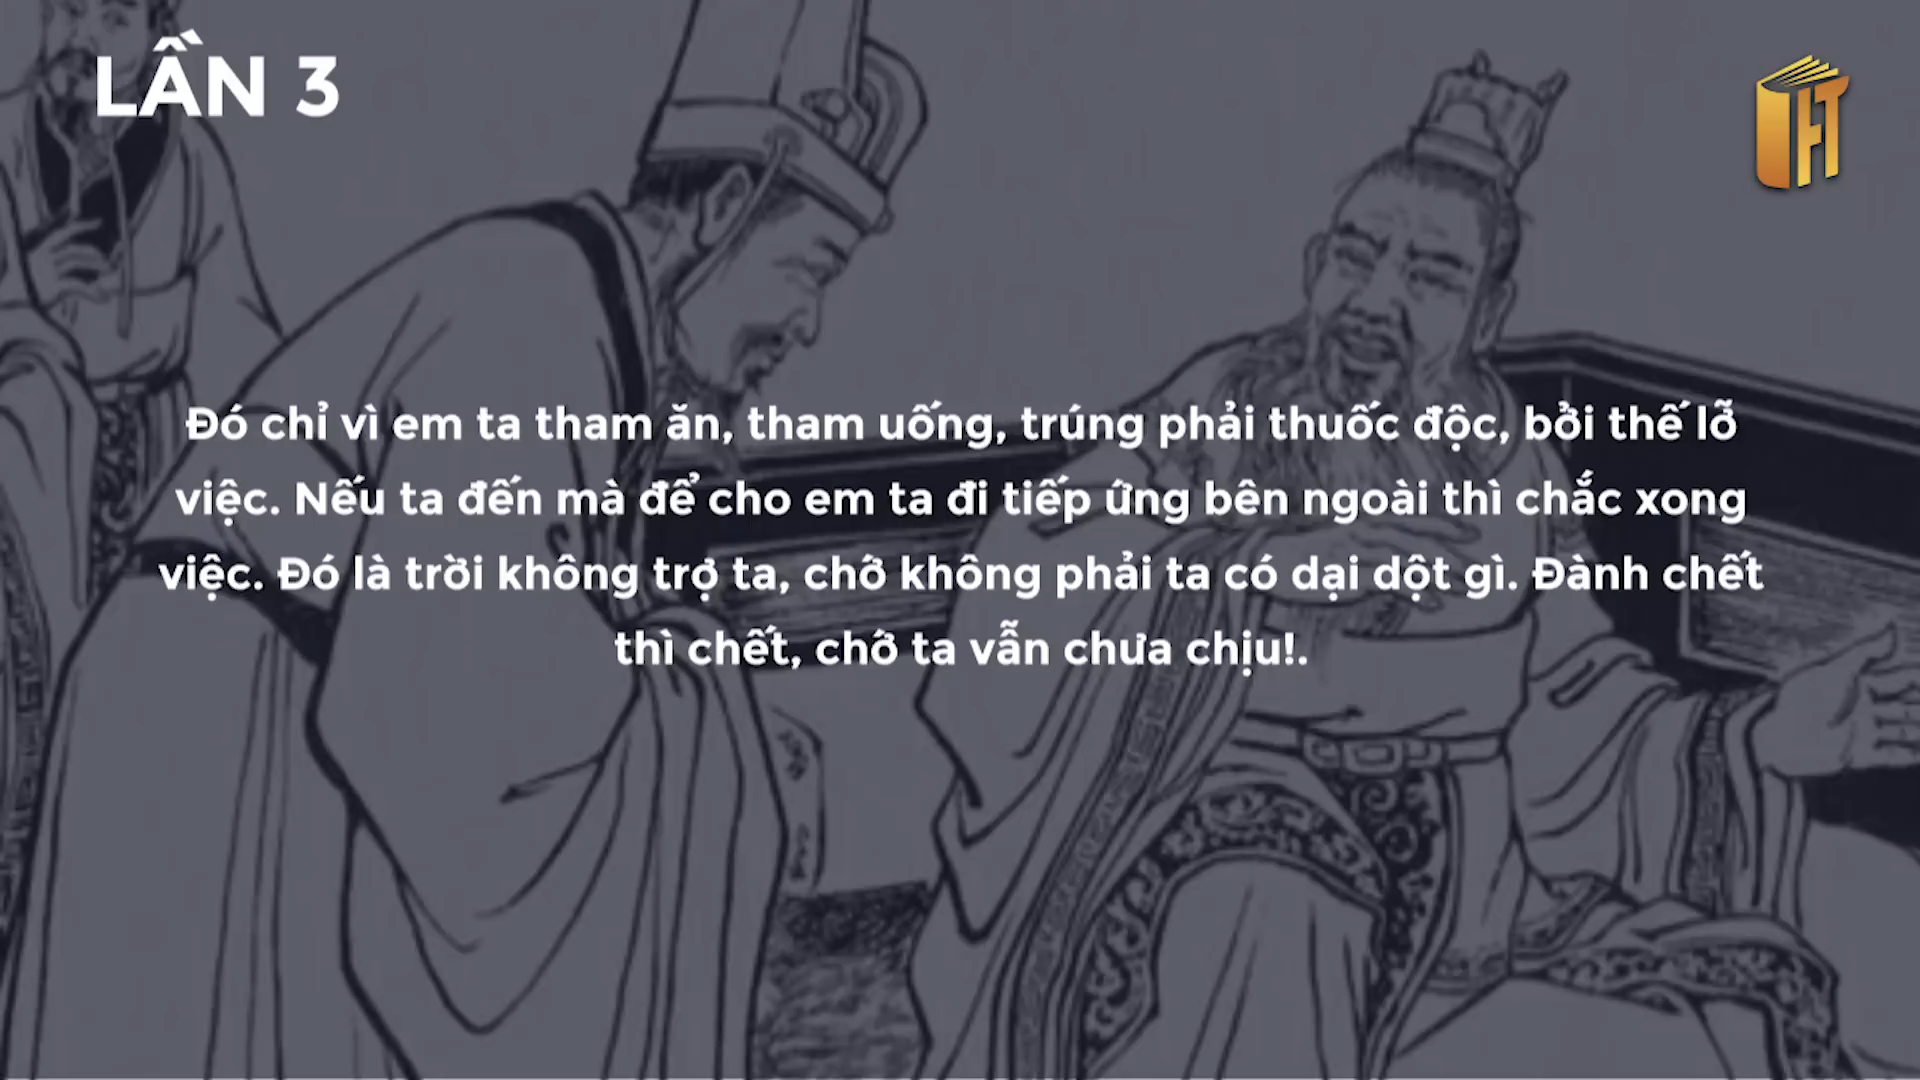 LẦN 3
Đó chỉ vì em ta tham ăn, tham uống, trúng phải thuốc độc, bởi thế lỡ
việc. Nếu ta đến mà để cho em ta đi tiếp ứng bên ngoài thì chắc xong
việc. Đó là trời không trợ ta, chớ không phải ta có dại dột gì. Đành chết
thì chết, chớ ta vẫn chưa chịu!.